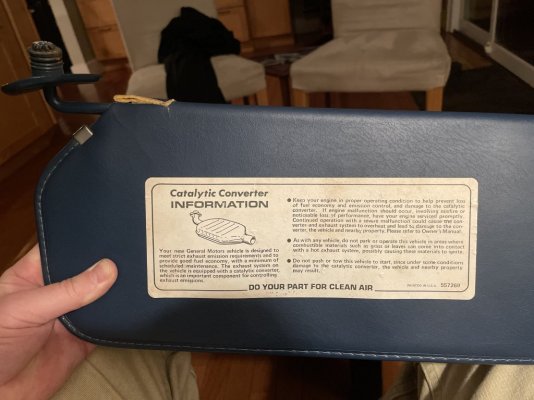 Catalytic Converter
INFORMATION
Your new General Motors vehicle is designed to
meet strict exhaust emission requirements and to
provide good fuel economy, with a minimum of
scheduled maintenance. The exhaust system on
the vehicle is equipped with a catalytic converter,
which is an important component for controlling
exhaust emissions.
● Keep your engine in proper operating condition to help prevent loss
of fuel economy and emission control, and damage to the catalytic
converter. If engine malfunction should occur, involving misfire or
noticeable loss of performance, have your engine serviced promptly.
Continued operation with a severe malfunction could cause the con-
verter and exhaust system to overheat and lead to damage to the con-
verter, the vehicle and nearby property. Please refer to Owner's Manual.
● As with any vehicle, do not park or operate this vehicle in areas where
combustible materials such as grass or leaves can come into contact
with a hot exhaust system, possibly causing these materials to ignite.
● Do not push or tow this vehicle to start, since under some conditions
damage to the catalytic converter, the vehicle and nearby property
may result.
DO YOUR PART FOR CLEAN AIR
PRINTED IN U.S.A. 557269